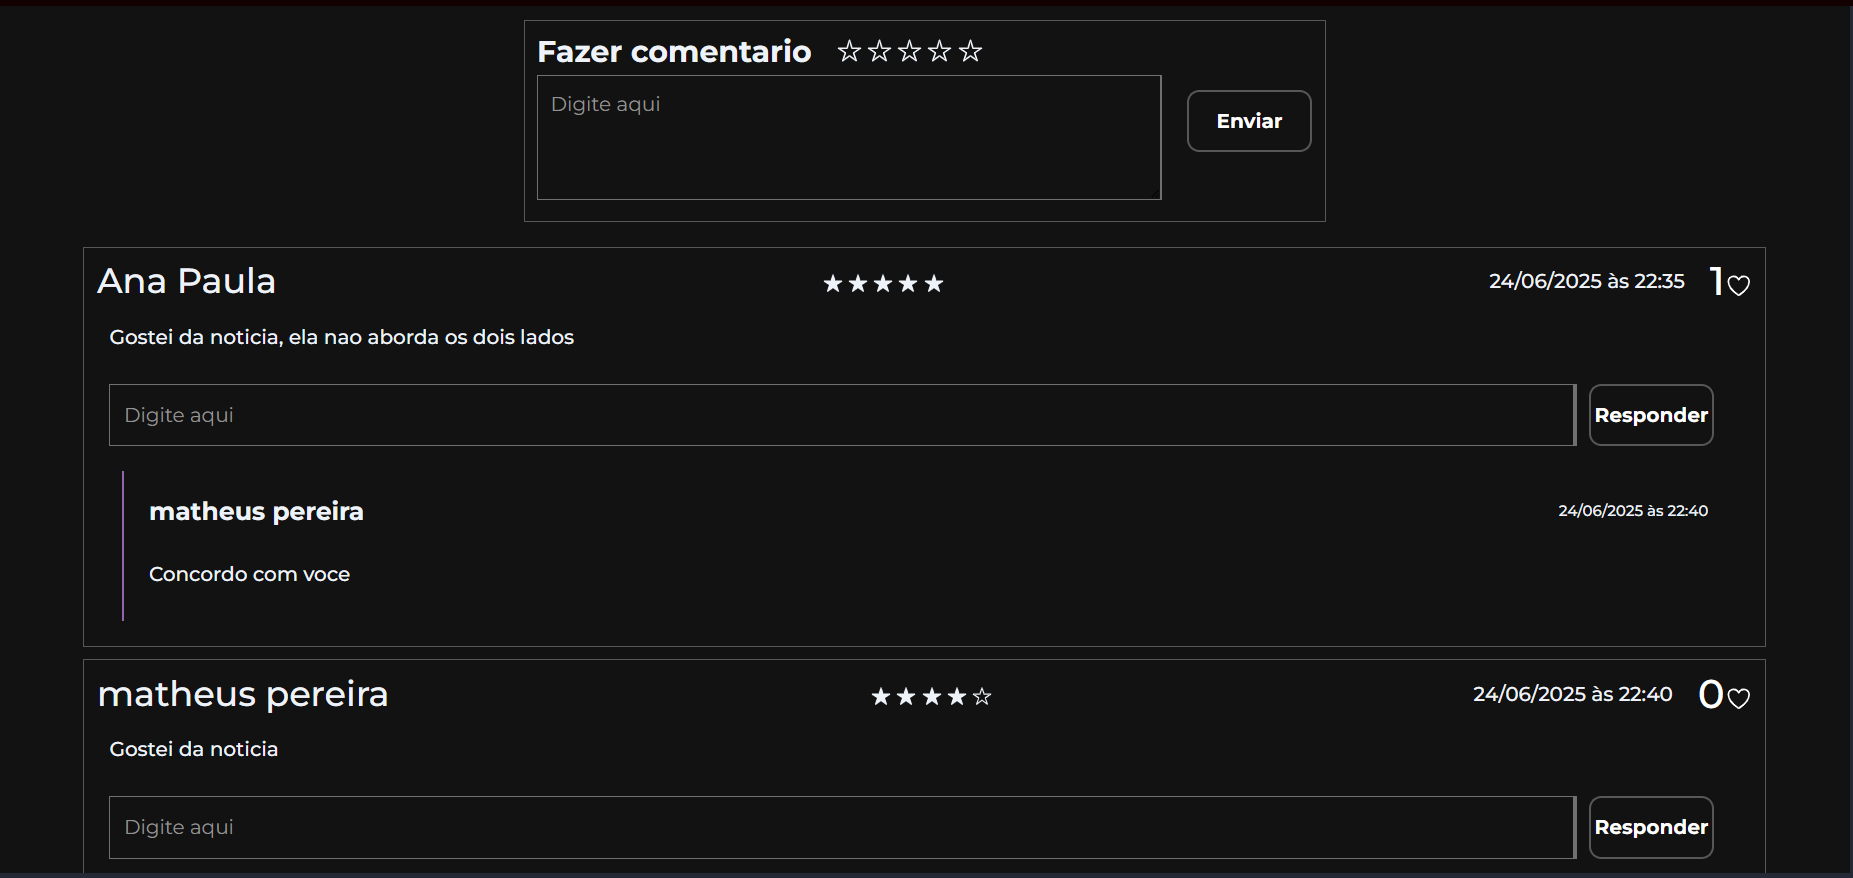 Fazer comentario ☆☆☆☆☆
Digite aqui
Enviar
Ana Paula ★★★★★ 24/06/2025 às 22:35 1♡
Gostei da noticia, ela nao aborda os dois lados
Digite aqui Responder
matheus pereira 24/06/2025 às 22:40
Concordo com voce
matheus pereira ★★★★☆ 24/06/2025 às 22:40 0♡
Gostei da noticia
Digite aqui Responder